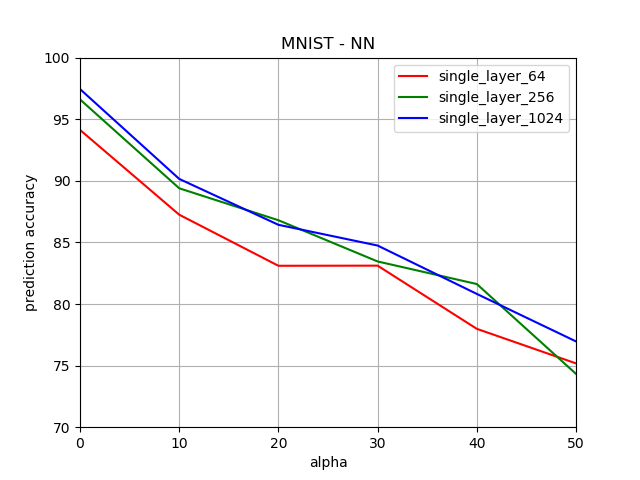 MNIST - NN
single_layer_64
single_layer_256
single_layer_1024
prediction accuracy
100
95
90
85
80
75
70
0 10 20 30 40 50
alpha